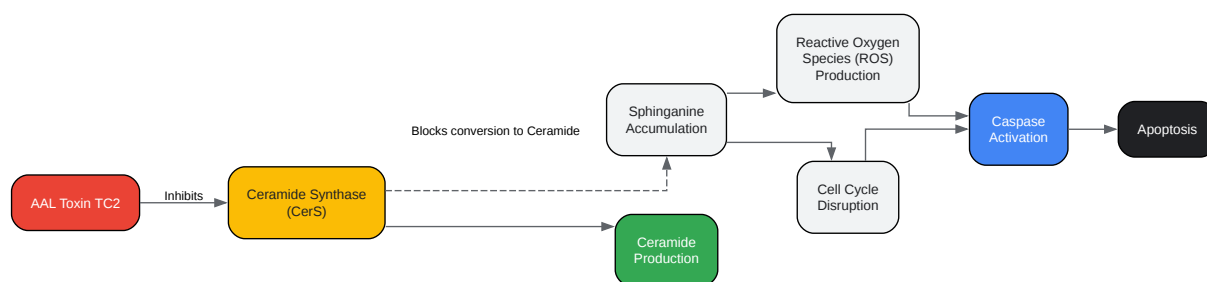 AAL Toxin TC2
Inhibits
Ceramide Synthase
(CerS)
Blocks conversion to Ceramide
Sphinganine
Accumulation
Ceramide
Production
Reactive Oxygen
Species (ROS)
Production
Cell Cycle
Disruption
Caspase
Activation
Apoptosis